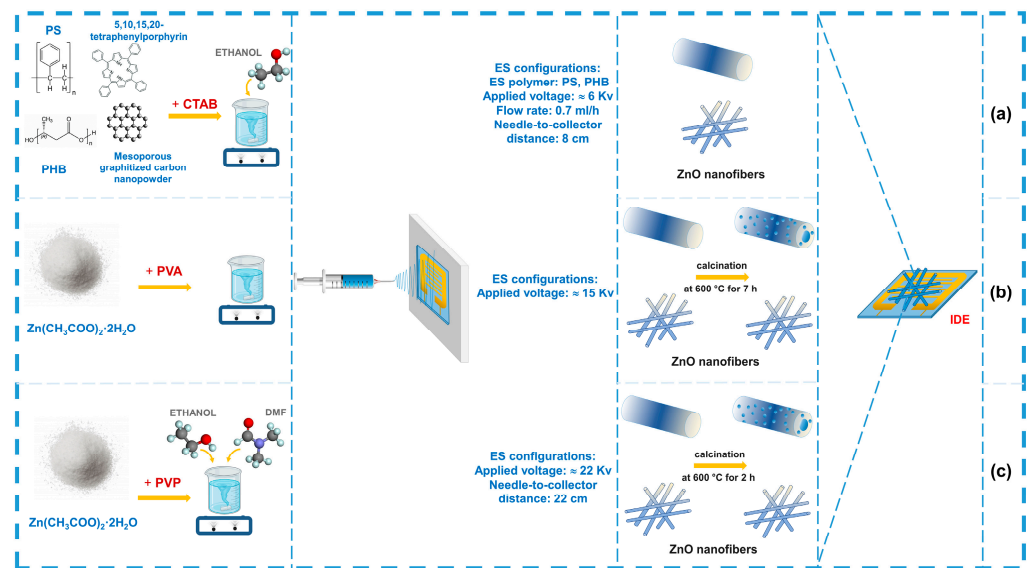 PS
5,10,15,20-
tetraphenylporphyrin
ETHANOL
+ CTAB
PHB
Mesoporous
graphitized carbon
nanopowder
ES configurations:
ES polymer: PS, PHB
Applied voltage: ≈ 6 Kv
Flow rate: 0.7 ml/h
Needle-to-collector
distance: 8 cm
ZnO nanofibers
(a)
+ PVA
Zn(CH3COO)2·2H2O
ES configurations:
Applied voltage: ≈ 15 Kv
calcination
at 600 °C for 7 h
ZnO nanofibers
IDE
(b)
ETHANOL
DMF
+ PVP
Zn(CH3COO)2·2H2O
ES configurations:
Applied voltage: ≈ 22 Kv
Needle-to-collector
distance: 22 cm
calcination
at 600 °C for 2 h
ZnO nanofibers
(c)